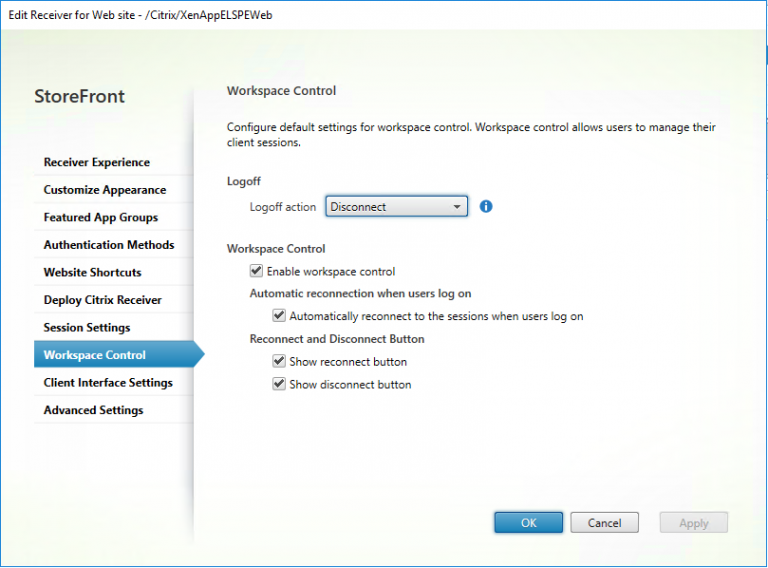 Edit Receiver for Web site - /Citrix/XenAppELSPEWeb
StoreFront
Receiver Experience
Customize Appearance
Featured App Groups
Authentication Methods
Website Shortcuts
Deploy Citrix Receiver
Session Settings
Workspace Control
Client Interface Settings
Advanced Settings
Workspace Control
Configure default settings for workspace control. Workspace control allows users to manage their
client sessions.
Logoff
Logoff action Disconnect
Workspace Control
Enable workspace control
Automatic reconnection when users log on
Automatically reconnect to the sessions when users log on
Reconnect and Disconnect Button
Show reconnect button
Show disconnect button
OK Cancel Apply